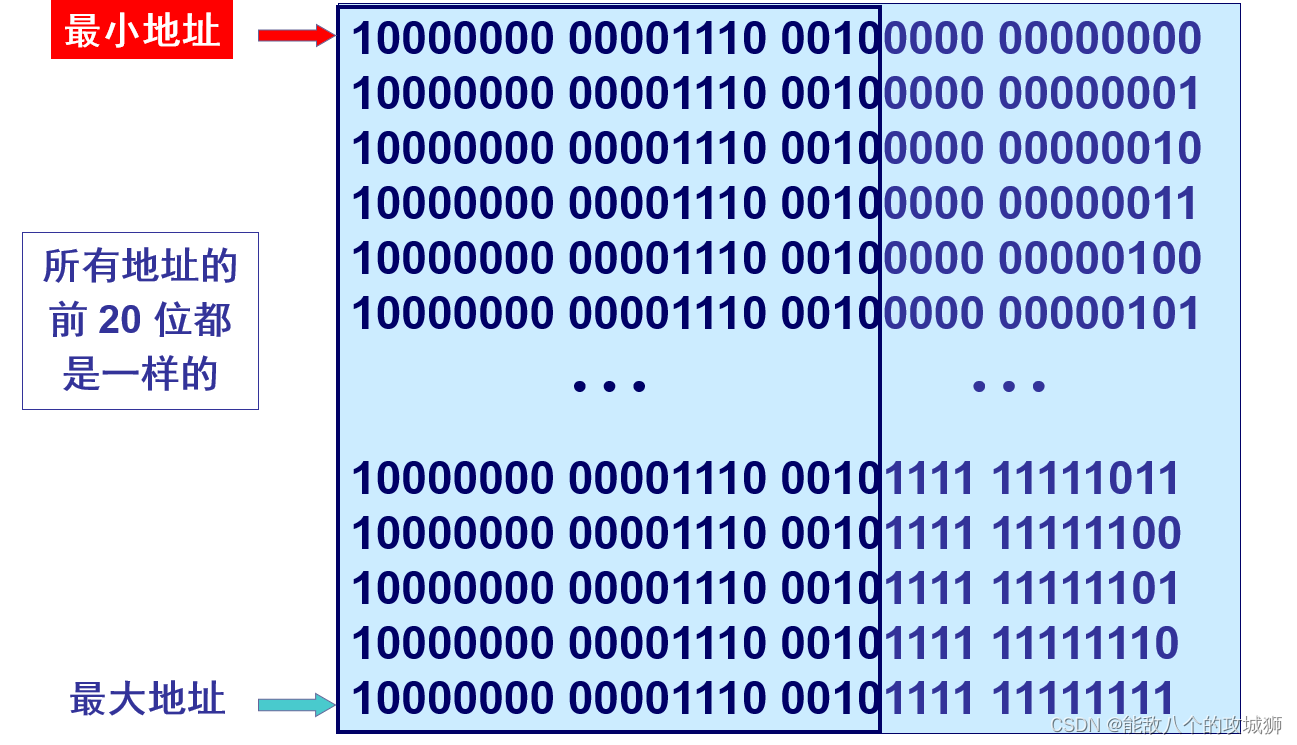 最小地址
10000000 00001110 00100000 00000000
10000000 00001110 00100000 00000001
10000000 00001110 00100000 00000010
10000000 00001110 00100000 00000011
10000000 00001110 00100000 00000100
10000000 00001110 00100000 00000101
所有地址的
前 20 位都
是一样的
• • • • • •
10000000 00001110 00101111 11111011
10000000 00001110 00101111 11111100
10000000 00001110 00101111 11111101
10000000 00001110 00101111 11111110
最大地址
10000000 00001110 00101111 11111111
CSDN @能敌八个的攻城狮